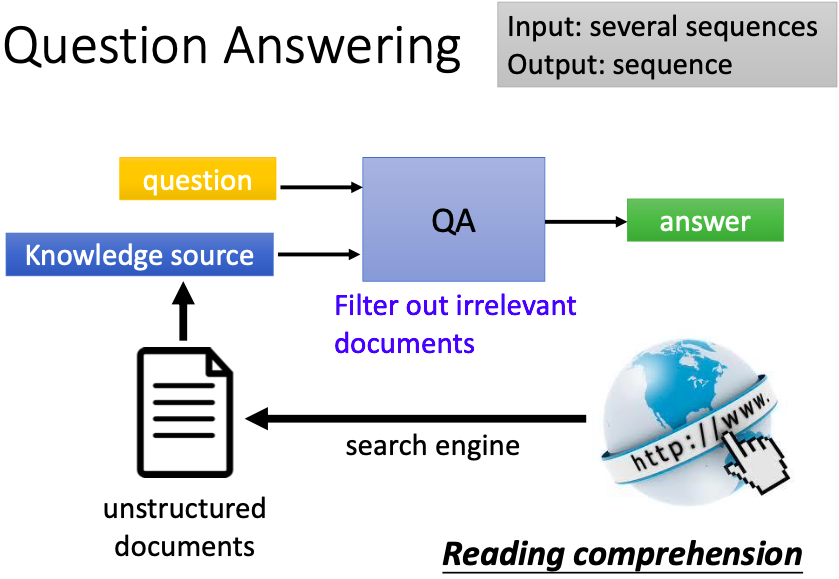 Question Answering
Input: several sequences
Output: sequence
question
QA
answer
Knowledge source
Filter out irrelevant
documents
http://www.
search engine
unstructured
documents
Reading comprehension